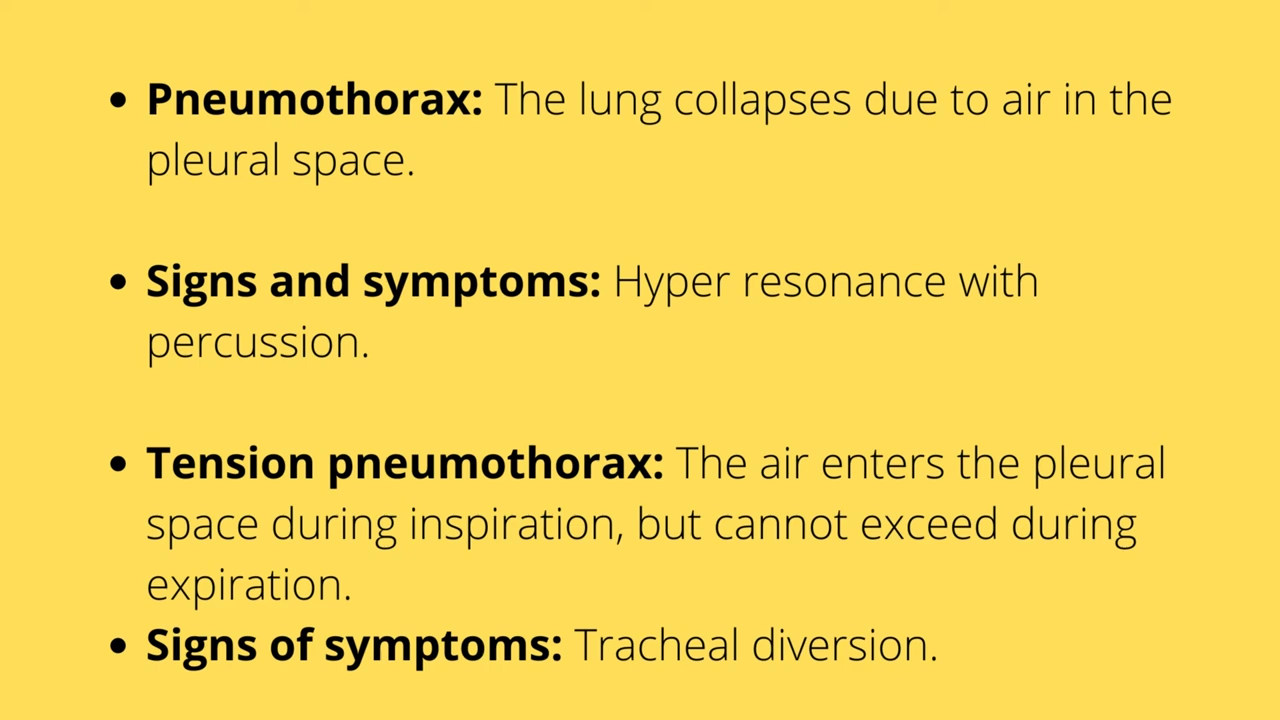 • Pneumothorax: The lung collapses due to air in the
pleural space.
• Signs and symptoms: Hyper resonance with
percussion.
• Tension pneumothorax: The air enters the pleural
space during inspiration, but cannot exceed during
expiration.
• Signs of symptoms: Tracheal diversion.